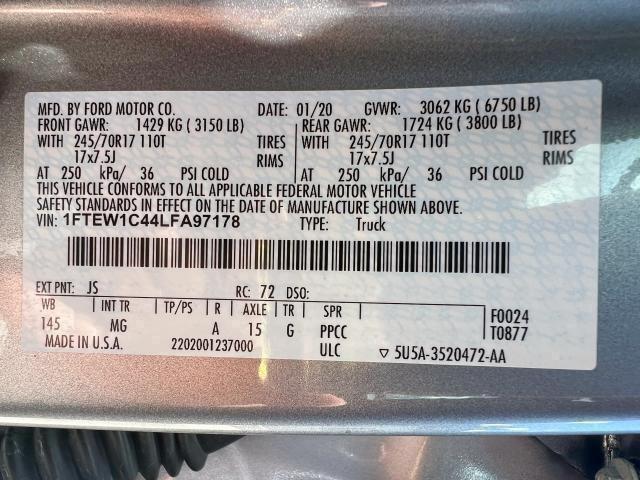 MFD. BY FORD MOTOR CO. DATE: 01/20 GVWR: 3062 KG ( 6750 LB)
FRONT GAWR: 1429 KG ( 3150 LB) REAR GAWR: 1724 KG ( 3800 LB)
WITH 245/70R17 110T TIRES WITH 245/70R17 110T TIRES
17x7.5J RIMS 17x7.5J RIMS
AT 250 kPa/ 36 PSI COLD AT 250 kPa/ 36 PSI COLD
THIS VEHICLE CONFORMS TO ALL APPLICABLE FEDERAL MOTOR VEHICLE
SAFETY STANDARDS IN EFFECT ON THE DATE OF MANUFACTURE SHOWN ABOVE.
VIN: 1FTEW1C44LFA97178 TYPE: Truck
EXT PNT: JS RC: 72 DSO:
WB INT TR TP/PS R AXLE TR SPR F0024
145 MG A 15 G PPCC T0877
MADE IN U.S.A. 2202001237000 ULC ▽ 5U5A-3520472-AA